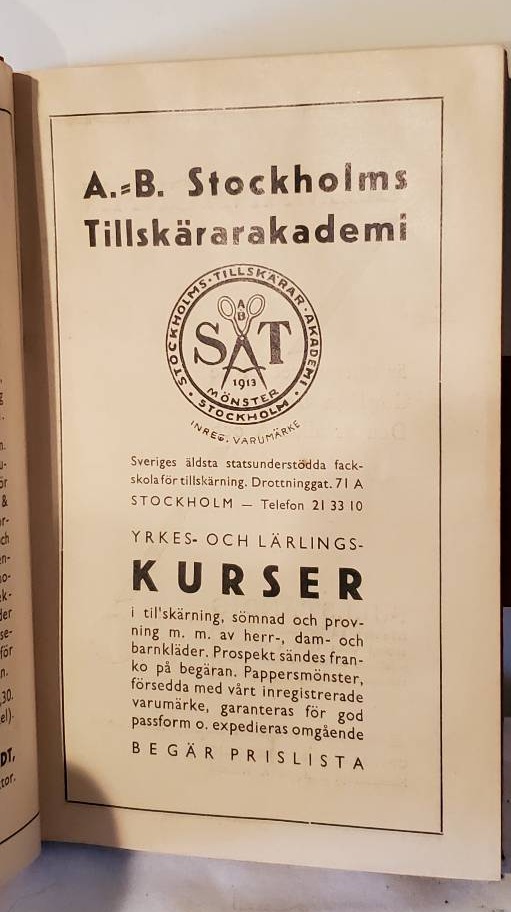 A.-B. Stockholms
Tillskärarakademi
STOCKHOLMS·TILLSKÄRAR·AKADEMI·
A B
SAT
1913
MÖNSTER
· STOCKHOLM ·
INREG. VARUMÄRKE
Sveriges äldsta statsunderstödda fack-
skola för tillskärning. Drottninggat. 71 A
STOCKHOLM — Telefon 21 33 10
YRKES- OCH LÄRLINGS-
KURSER
i til'skärning, sömnad och prov-
ning m. m. av herr-, dam- och
barnkläder. Prospekt sändes fran-
ko på begäran. Pappersmönster,
försedda med vårt inregistrerade
varumärke, garanteras för god
passform o. expedieras omgående
BEGÄR PRISLISTA